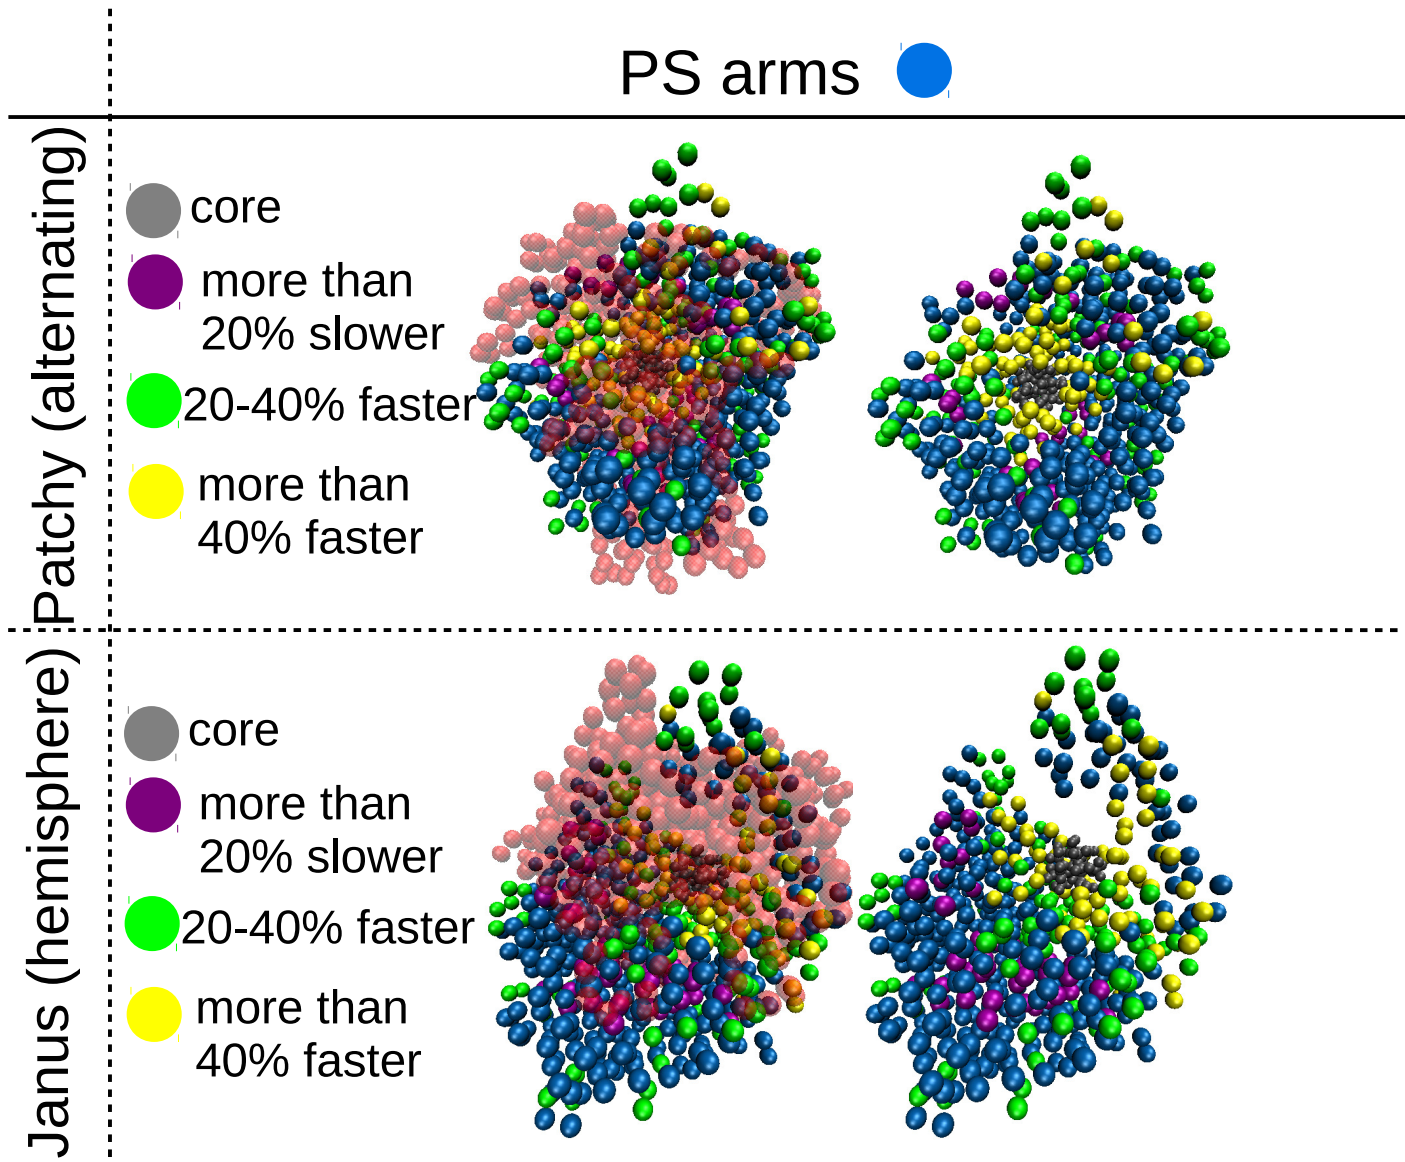 PS arms
Patchy (alternating)
core
more than
20% slower
20-40% faster
more than
40% faster
Janus (hemisphere)
core
more than
20% slower
20-40% faster
more than
40% faster